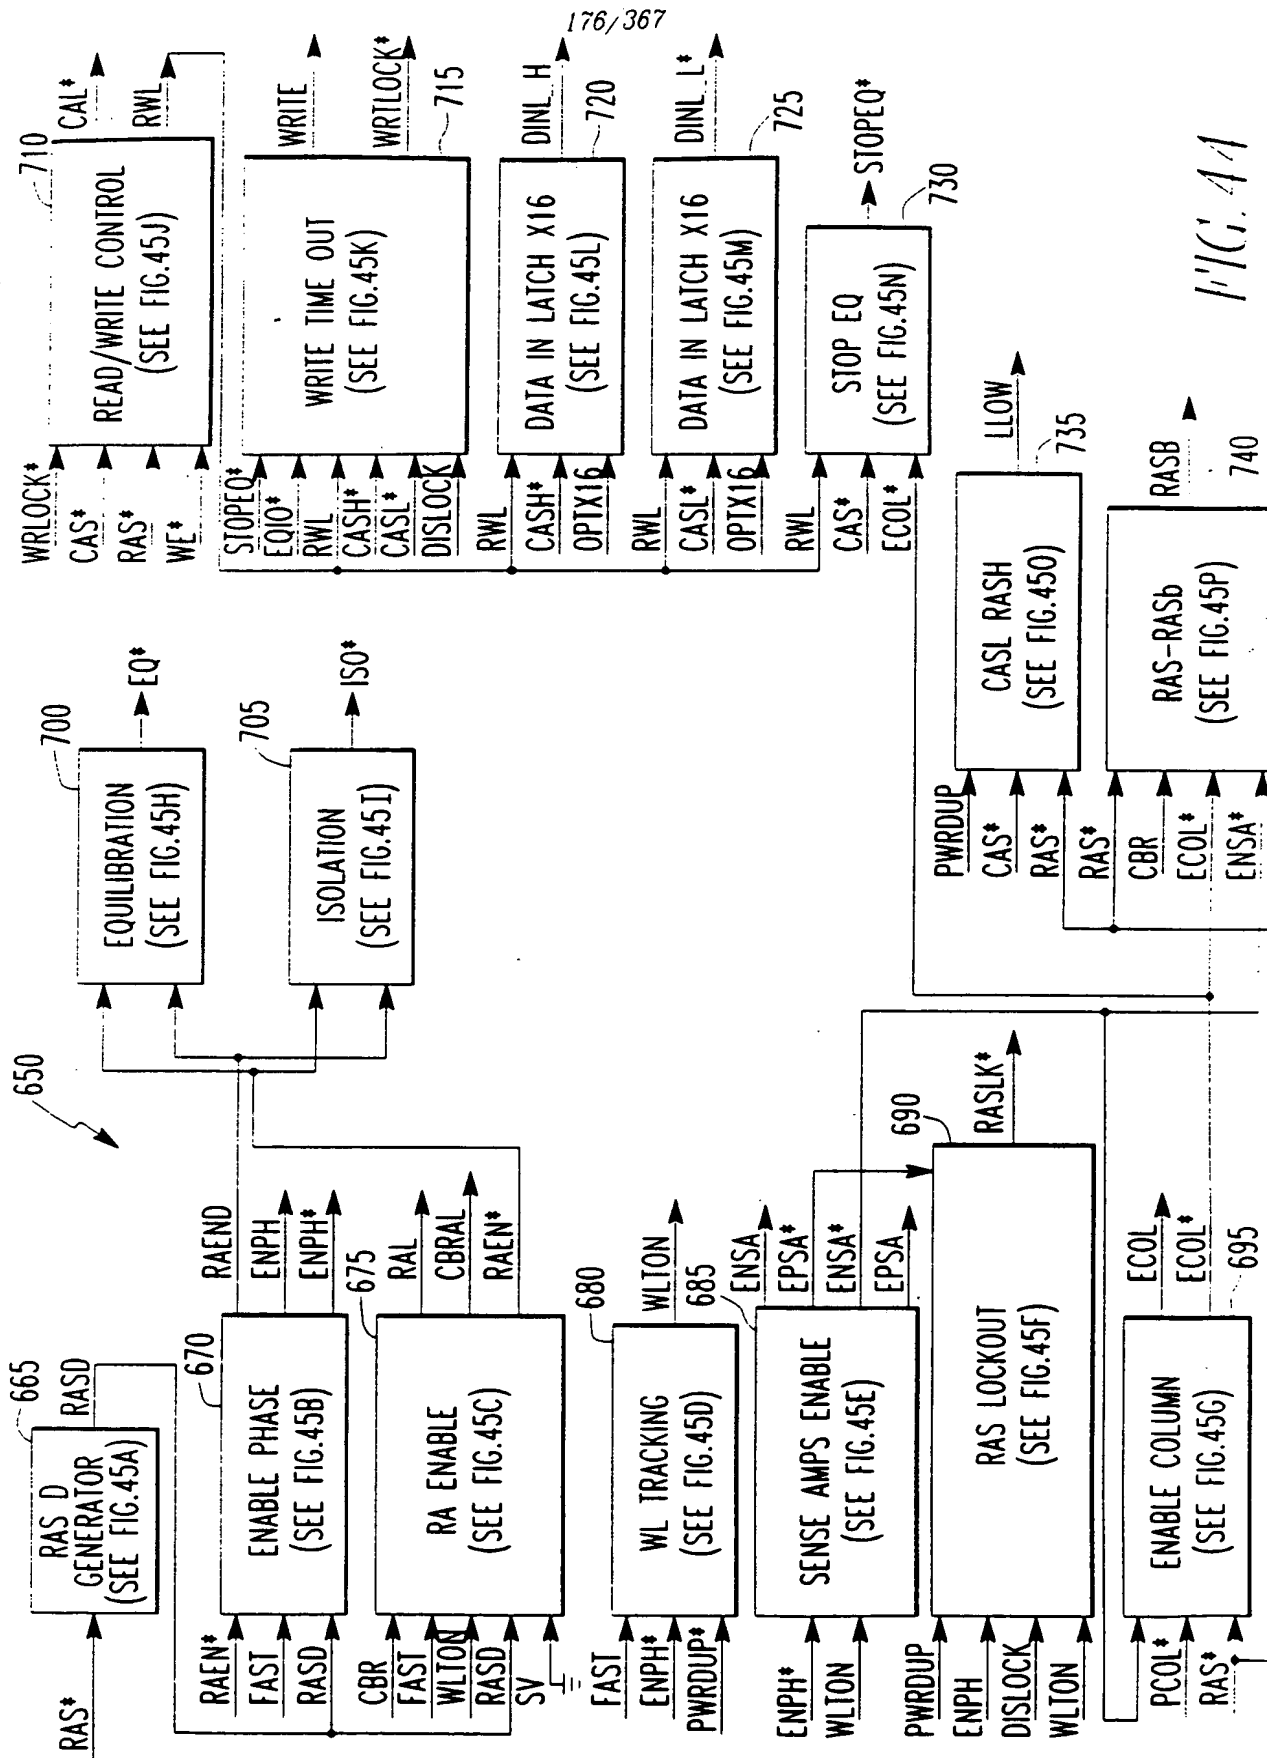 176/367
650
RAS*
RAS D
GENERATOR
(SEE FIG.45A)
665
RASD
RAEN*
FAST
RASD
ENABLE PHASE
(SEE FIG.45B)
670
RAEND
ENPH
ENPH*
CBR
FAST
WLTON
RASD
SV
RA ENABLE
(SEE FIG.45C)
675
RAL
CBRAL
RAEN*
FAST
ENPH*
PWRDUP*
WL TRACKING
(SEE FIG.45D)
680
WLTON
ENPH*
WLTON
SENSE AMPS ENABLE
(SEE FIG.45E)
685
ENSA
EPSA*
ENSA*
EPSA
PWRDUP
ENPH
DISLOCK
WLTON
RAS LOCKOUT
(SEE FIG.45F)
690
RASLK*
PCOL*
RAS*
ENABLE COLUMN
(SEE FIG.45G)
695
ECOL
ECOL*
EQUILIBRATION
(SEE FIG.45H)
700
EQ*
ISOLATION
(SEE FIG.45I)
705
ISO*
WRLOCK*
CAS*
RAS*
WE*
READ/WRITE CONTROL
(SEE FIG.45J)
710
CAL*
RWL
STOPEQ*
EQIO*
RWL
CASH*
CASL*
DISLOCK
WRITE TIME OUT
(SEE FIG.45K)
715
WRITE
WRTLOCK*
RWL
CASH*
OPTX16
DATA IN LATCH X16
(SEE FIG.45L)
720
DINL H
RWL
CASL*
OPTX16
DATA IN LATCH X16
(SEE FIG.45M)
725
DINL L*
RWL
CAS*
ECOL*
STOP EQ
(SEE FIG.45N)
730
STOPEQ*
PWRDUP
CAS*
RAS*
CASL RASH
(SEE FIG.45O)
735
LLOW
RAS*
CBR
ECOL*
ENSA*
RAS-RASb
(SEE FIG.45P)
740
RASB
FIG. 44